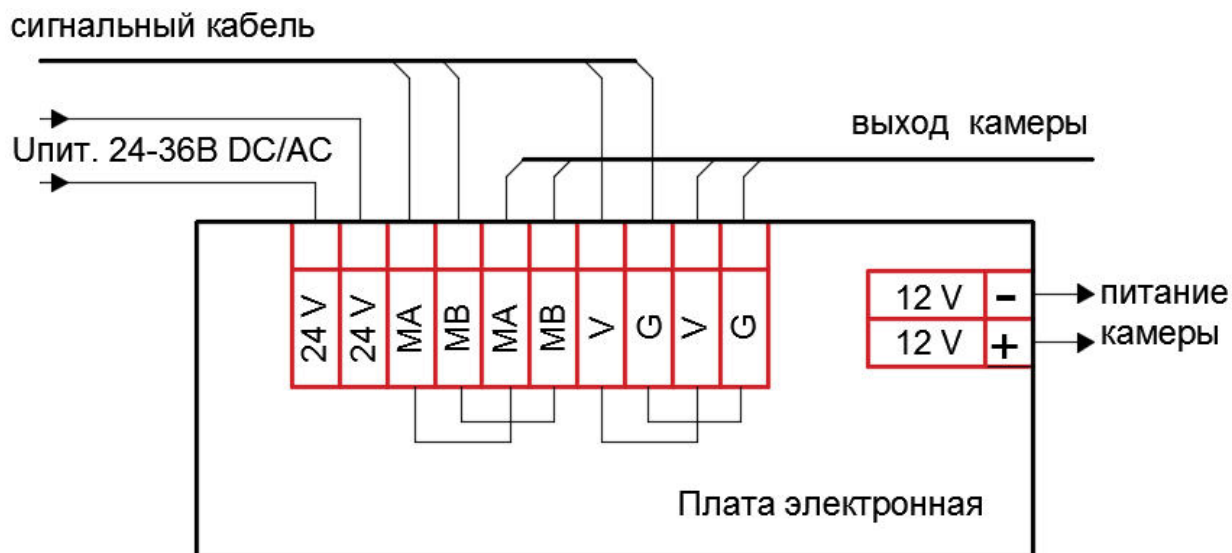 сигнальный кабель
выход камеры
Uпит. 24-36В DC/AC
24 V
24 V
MA
MB
MA
MB
V
G
V
G
12 V -
12 V +
питание
камеры
Плата электронная